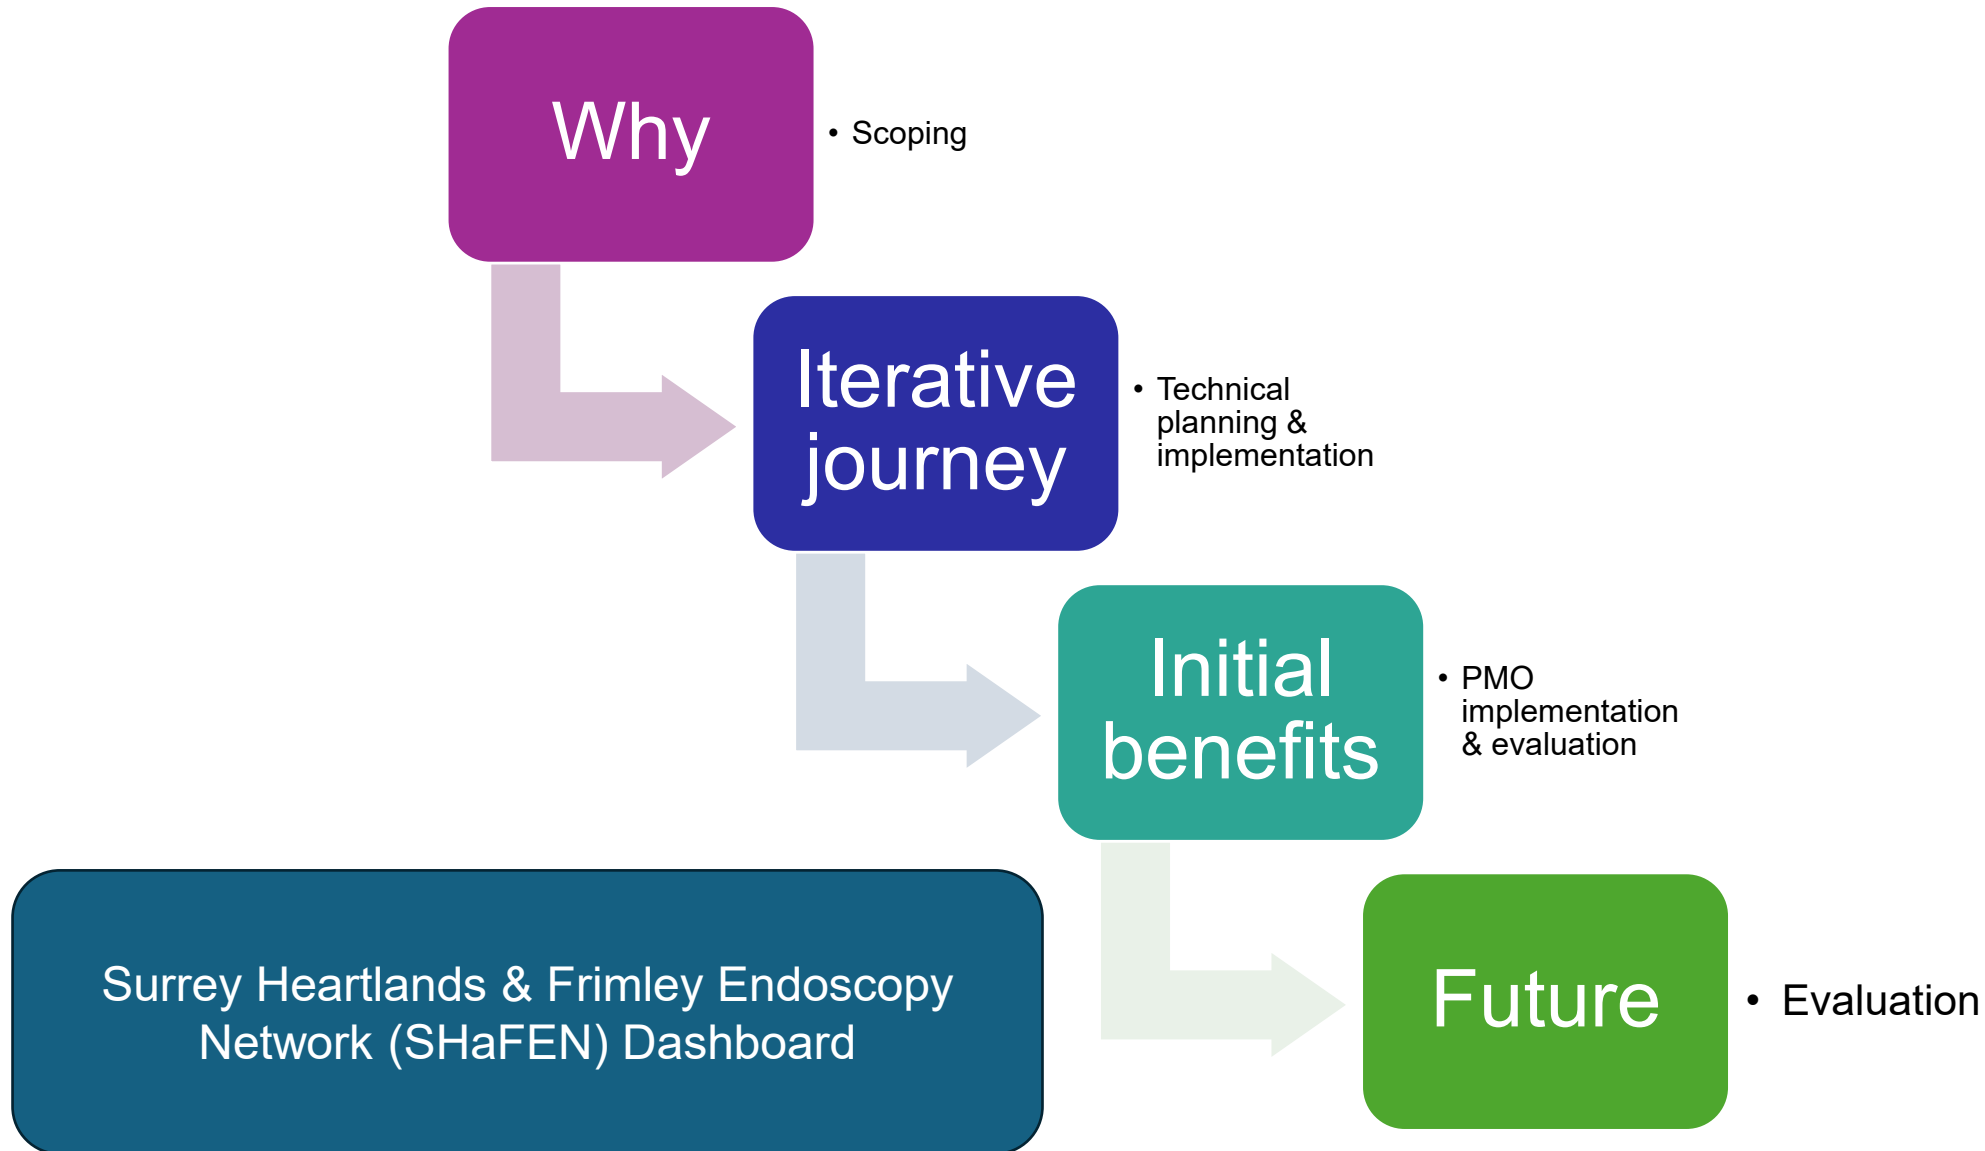 Why
• Scoping
Iterative
journey
• Technical
planning &
implementation
Initial
benefits
• PMO
implementation
& evaluation
Surrey Heartlands & Frimley Endoscopy
Network (SHaFEN) Dashboard
Future
• Evaluation